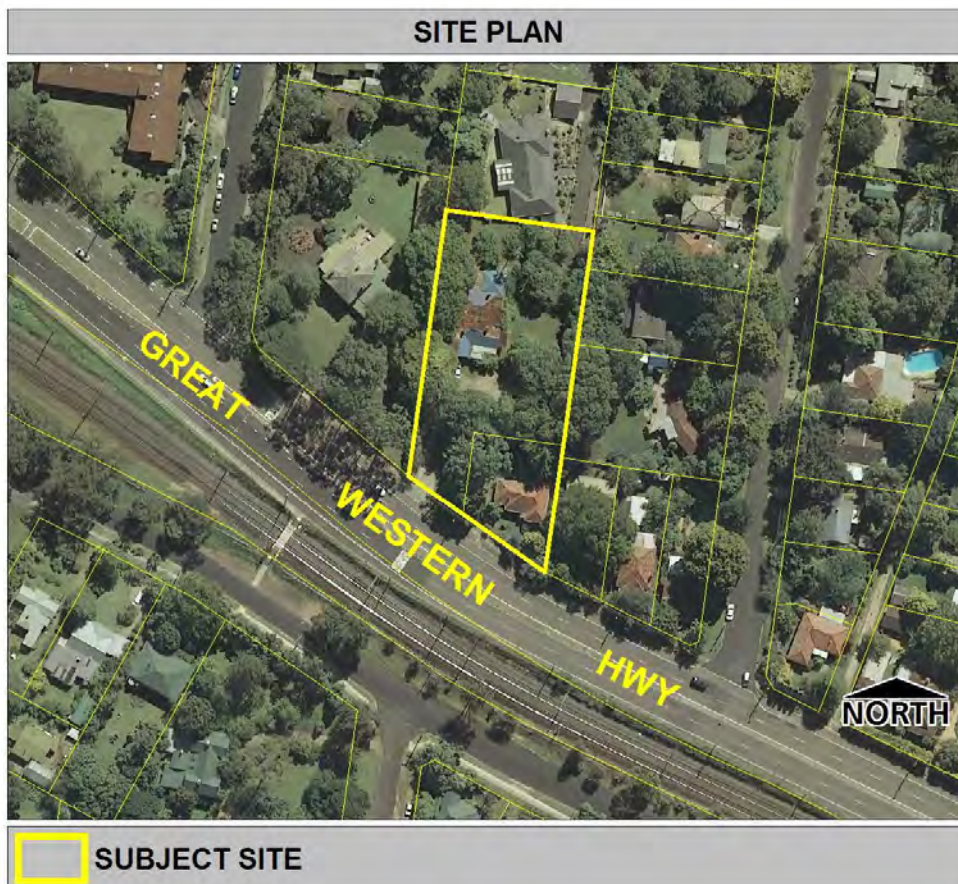 SITE PLAN
GREAT
WESTERN
HWY
NORTH
SUBJECT SITE